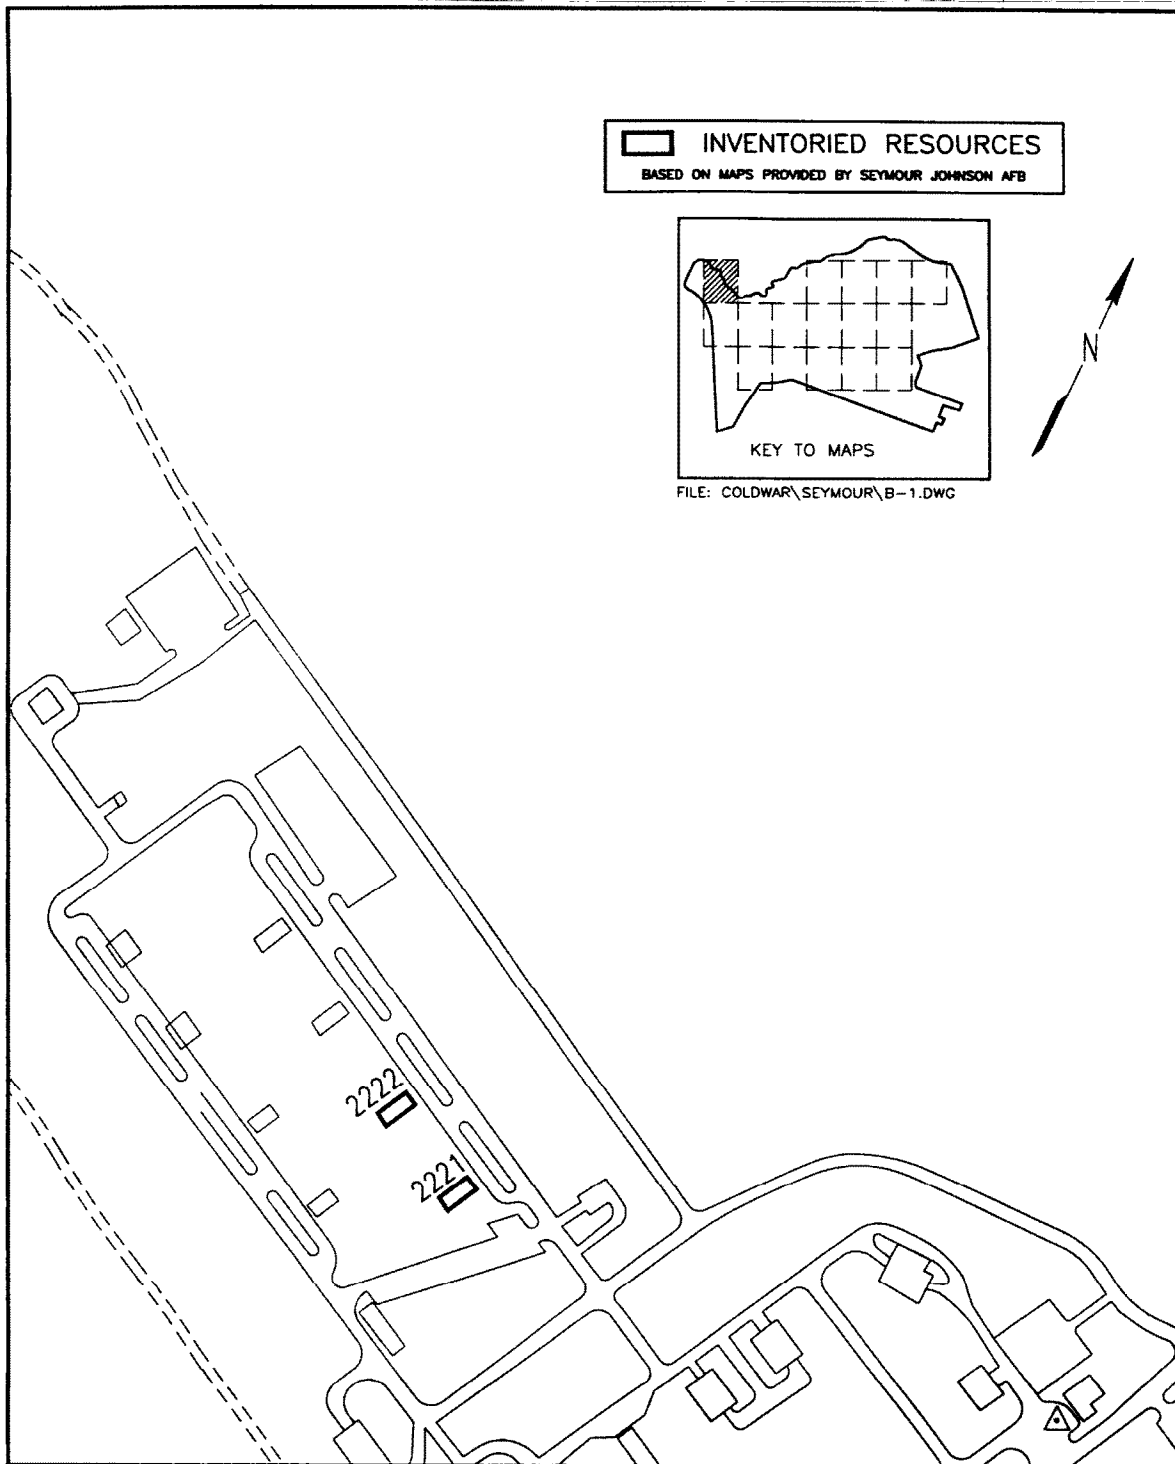 INVENTORIED RESOURCES
BASED ON MAPS PROVIDED BY SEYMOUR JOHNSON AFB
N
KEY TO MAPS
FILE: COLDWAR\SEYMOUR\B-1.DWG
2222
2221